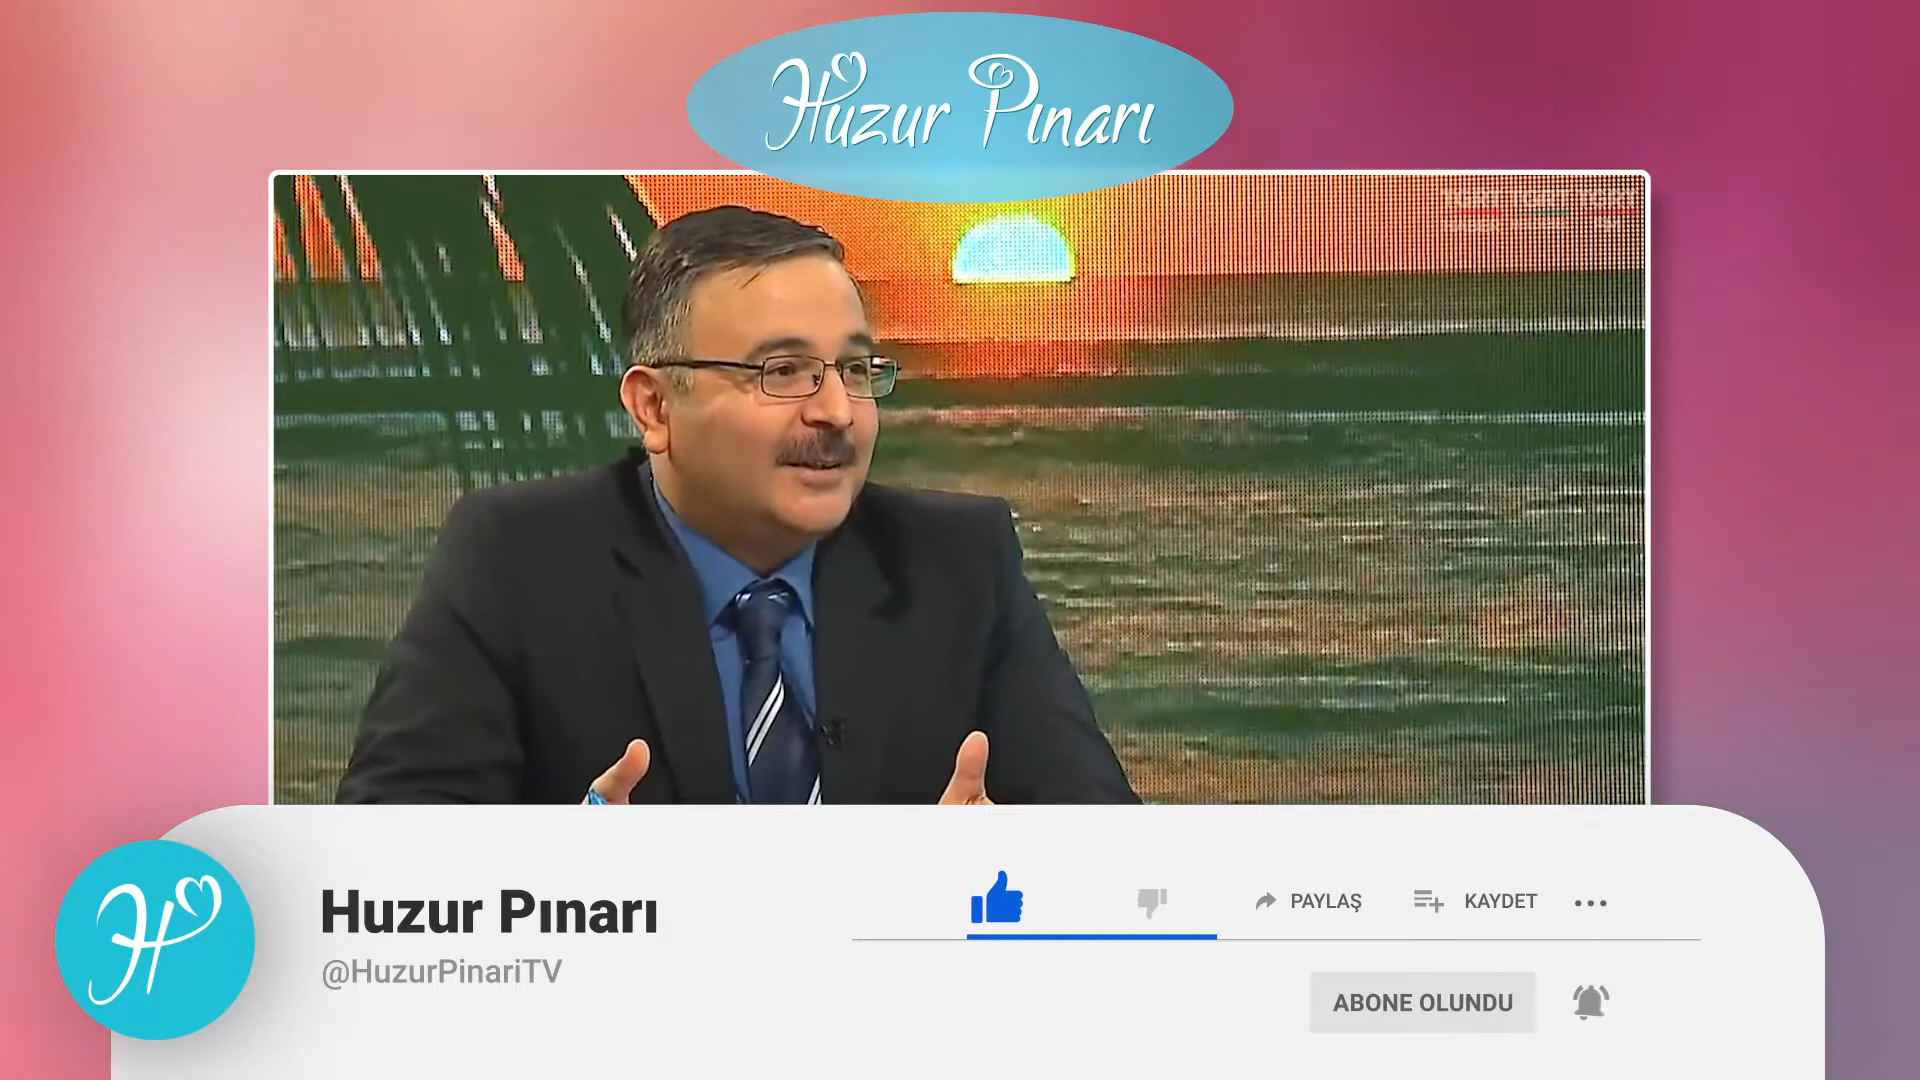 Huzur Pınarı
Huzur Pınarı
@HuzurPinariTV
PAYLAŞ
KAYDET
ABONE OLUNDU